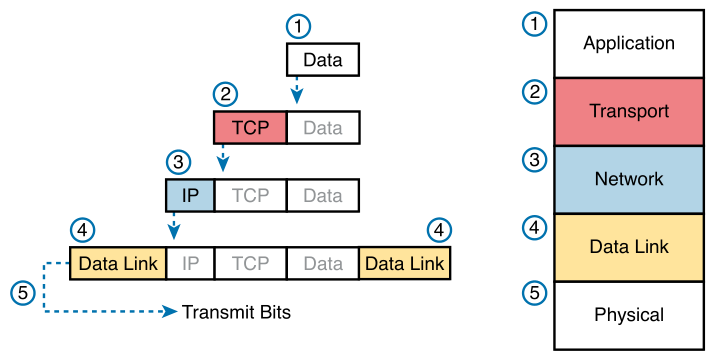 1
Data
2
TCP Data
3
IP TCP Data
4 4
Data Link IP TCP Data Data Link
5
Transmit Bits
1
Application
2
Transport
3
Network
4
Data Link
5
Physical